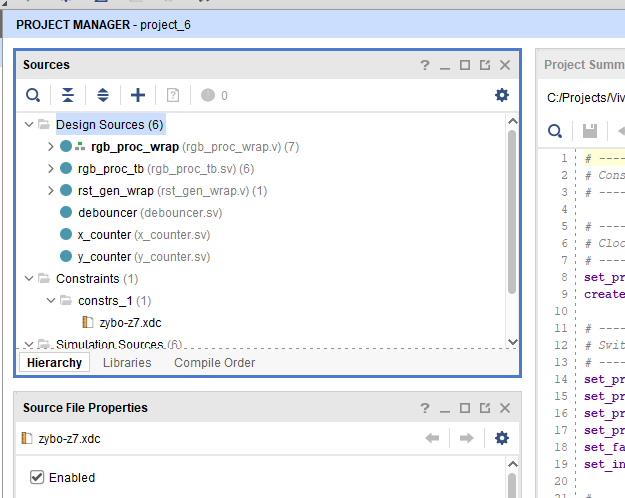 PROJECT MANAGER - project_6
Sources
? _
0
Design Sources (6)
rgb_proc_wrap (rgb_proc_wrap.v) (7)
rgb_proc_tb (rgb_proc_tb.sv) (6)
rst_gen_wrap (rst_gen_wrap.v) (1)
debouncer (debouncer.sv)
x_counter (x_counter.sv)
y_counter (y_counter.sv)
Constraints (1)
constrs_1 (1)
zybo-z7.xdc
Simulation Sources (6)
Hierarchy Libraries Compile Order
Source File Properties
? _
zybo-z7.xdc
Enabled
Project Summ
C:/Projects/Viv
1 # ----
2 # Cons
3 # ----
4
5 # ----
6 # Cloc
7 # ----
8 set_pr
9 create
10
11 # ----
12 # Swit
13 # ----
14 set_pr
15 set_pr
16 set_pr
17 set_pr
18 set_fa
19 set_in
20
21 #